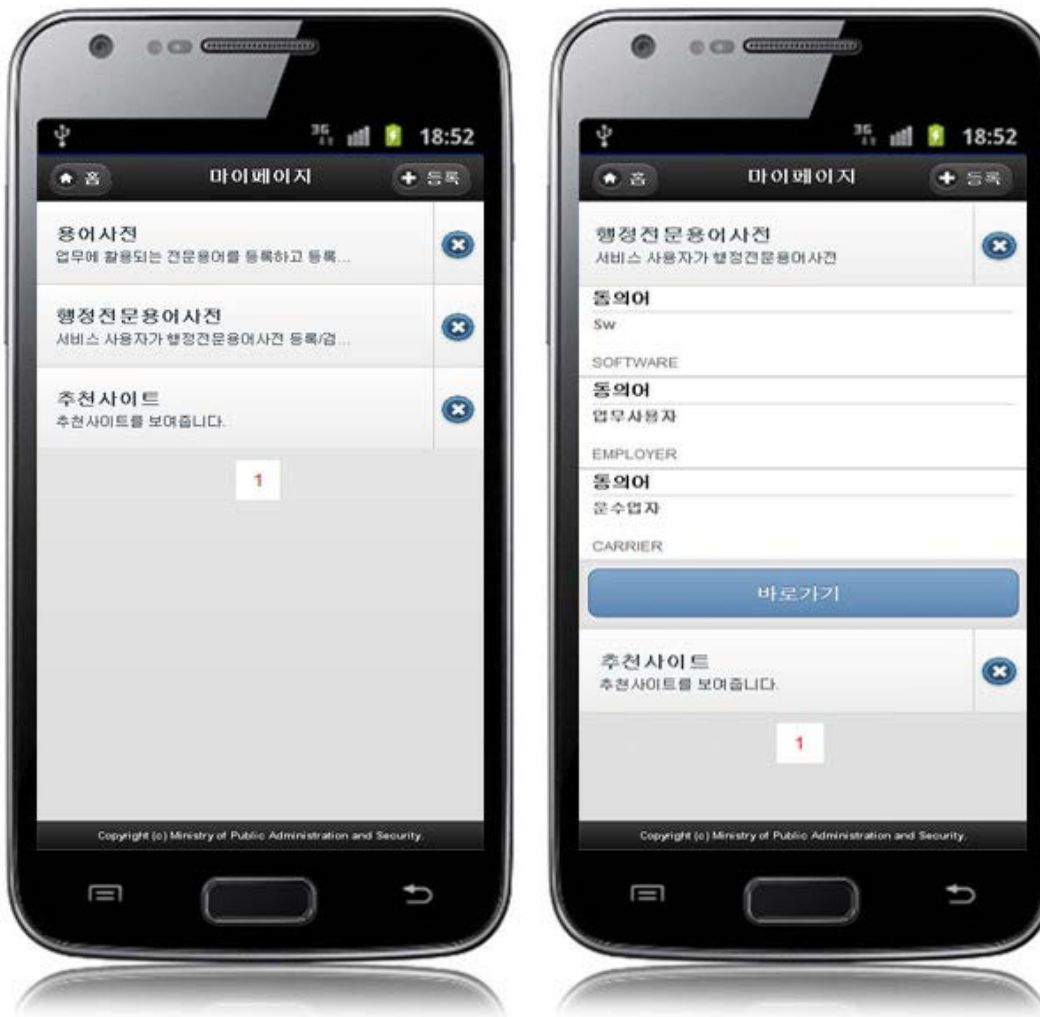 3G
18:52
홈
마이페이지
등록
용어사전
업무에 활용되는 전문용어를 등록하고 등록...
행정전문용어사전
서비스 사용자가 행정전문용어사전 등록/검...
추천사이트
추천사이트를 보여줍니다.
1
Copyright (c) Ministry of Public Administration and Security.
3G
18:52
홈
마이페이지
등록
행정전문용어사전
서비스 사용자가 행정전문용어사전
동의어
Sw
SOFTWARE
동의어
업무사용자
EMPLOYER
동의어
운수업자
CARRIER
바로가기
추천사이트
추천사이트를 보여줍니다.
1
Copyright (c) Ministry of Public Administration and Security.